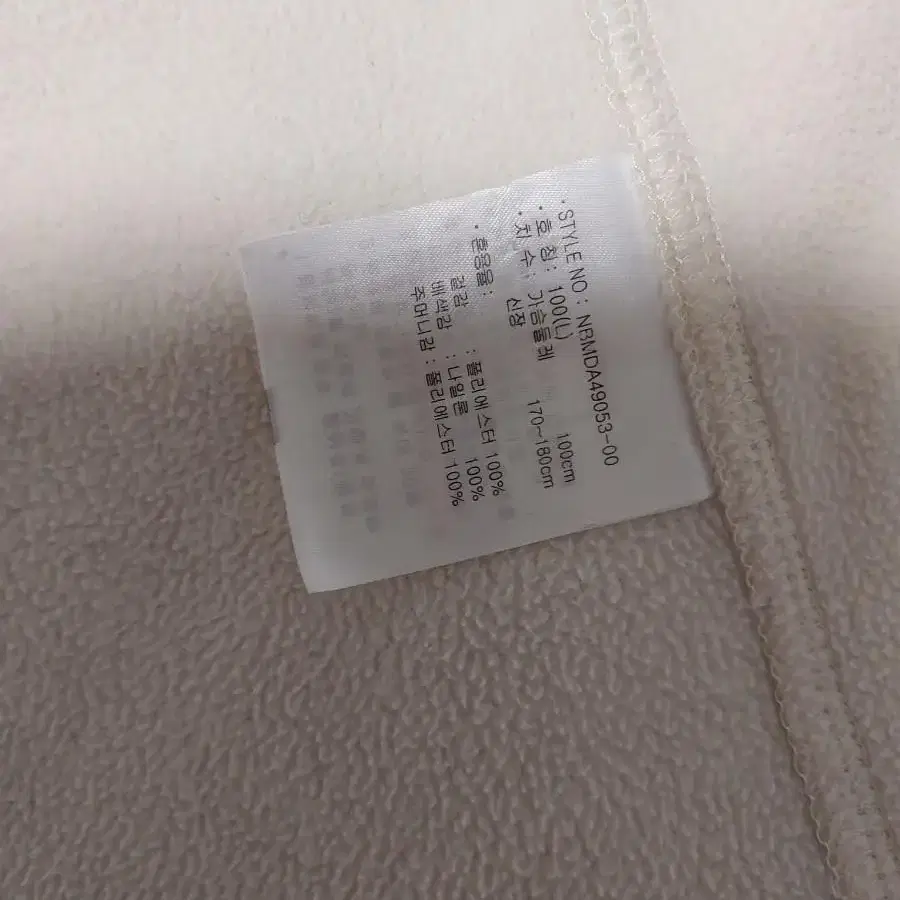 · STYLE NO : NBMDA49053-00
· 호 칭 : 100(L)
· 치 수 : 가슴둘레 100cm
신장 170~180cm
· 혼용율 :
겉감 : 폴리에스터 100%
배색감 : 나일론 100%
주머니감 : 폴리에스터 100%